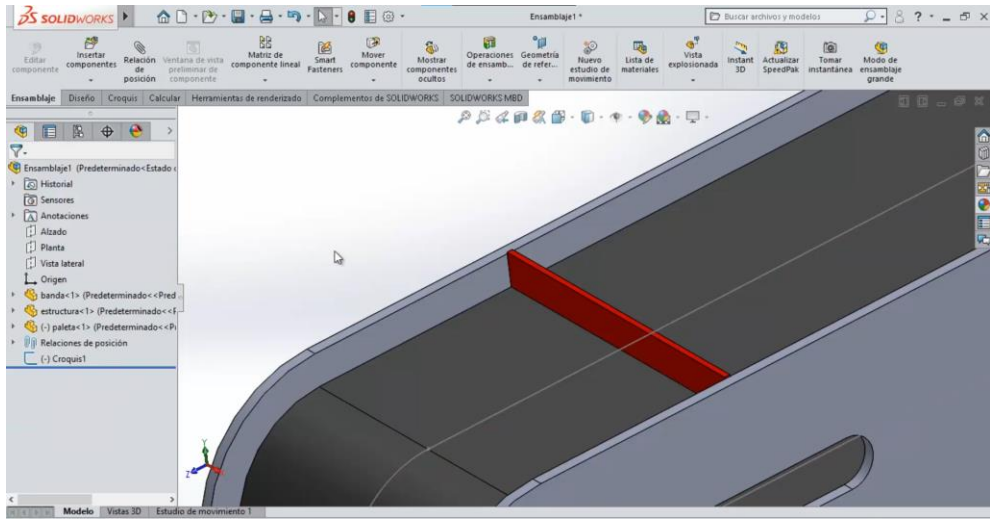 SOLIDWORKS
Ensamblaje1 *
Buscar archivos y modelos
Editar componente
Insertar componentes
Relación de posición
Ventana de vista preliminar de componente
Matriz de componente lineal
Smart Fasteners
Mover componente
Mostrar componentes ocultos
Operaciones de ensamb...
Geometría de refer...
Nuevo estudio de movimiento
Lista de materiales
Vista explosionada
Instant 3D
Actualizar SpeedPak
Tomar instantánea
Modo de ensamblaje grande
Ensamblaje Diseño Croquis Calcular Herramientas de renderizado Complementos de SOLIDWORKS SOLIDWORKS MBD
Ensamblaje1 (Predeterminado<Estado
Historial
Sensores
Anotaciones
Alzado
Planta
Vista lateral
Origen
banda<1> (Predeterminado<<Pred
estructura<1> (Predeterminado<<
(-) paleta<1> (Predeterminado<<P
Relaciones de posición
(-) Croquis1
Y
Z
Modelo Vistas 3D Estudio de movimiento 1